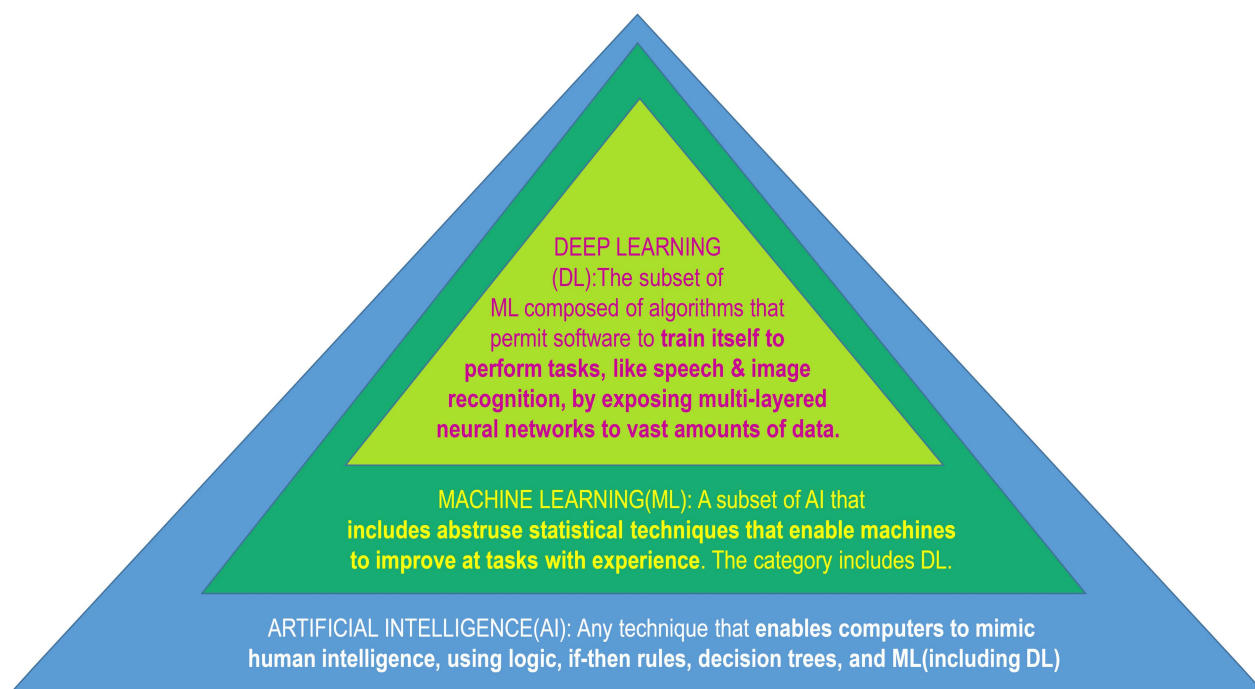 DEEP LEARNING
(DL):The subset of
ML composed of algorithms that
permit software to train itself to
perform tasks, like speech & image
recognition, by exposing multi-layered
neural networks to vast amounts of data.
MACHINE LEARNING(ML): A subset of AI that
includes abstruse statistical techniques that enable machines
to improve at tasks with experience. The category includes DL.
ARTIFICIAL INTELLIGENCE(AI): Any technique that enables computers to mimic
human intelligence, using logic, if-then rules, decision trees, and ML(including DL)